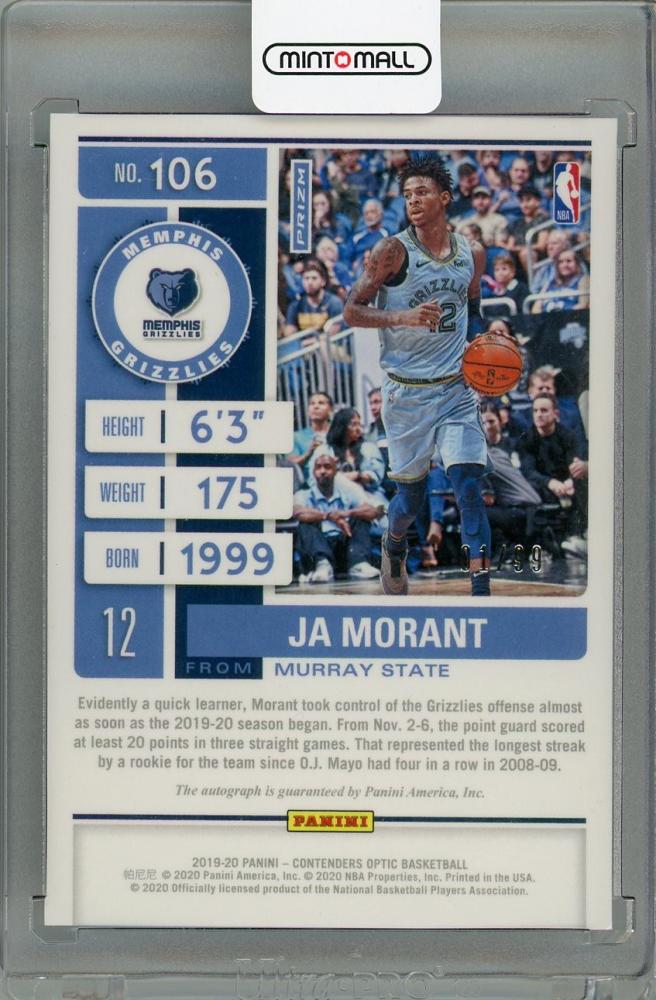 MINTOMALL
NO. 106
PRIZM
NBA
MEMPHIS
MEMPHIS
GRIZZLIES
GRIZZLIES
GRIZZLIE
12
HEIGHT 6'3"
WEIGHT 175
BORN 1999
01/99
12
JA MORANT
FROM MURRAY STATE
Evidently a quick learner, Morant took control of the Grizzlies offense almost
as soon as the 2019-20 season began. From Nov. 2-6, the point guard scored
at least 20 points in three straight games. That represented the longest streak
by a rookie for the team since O.J. Mayo had four in a row in 2008-09.
The autograph is guaranteed by Panini America, Inc.
PANINI
2019-20 PANINI – CONTENDERS OPTIC BASKETBALL
帕尼尼 © 2020 Panini America, Inc. © 2020 NBA Properties, Inc. Printed in the USA.
© 2020 Officially licensed product of the National Basketball Players Association.
Ultra-PRO